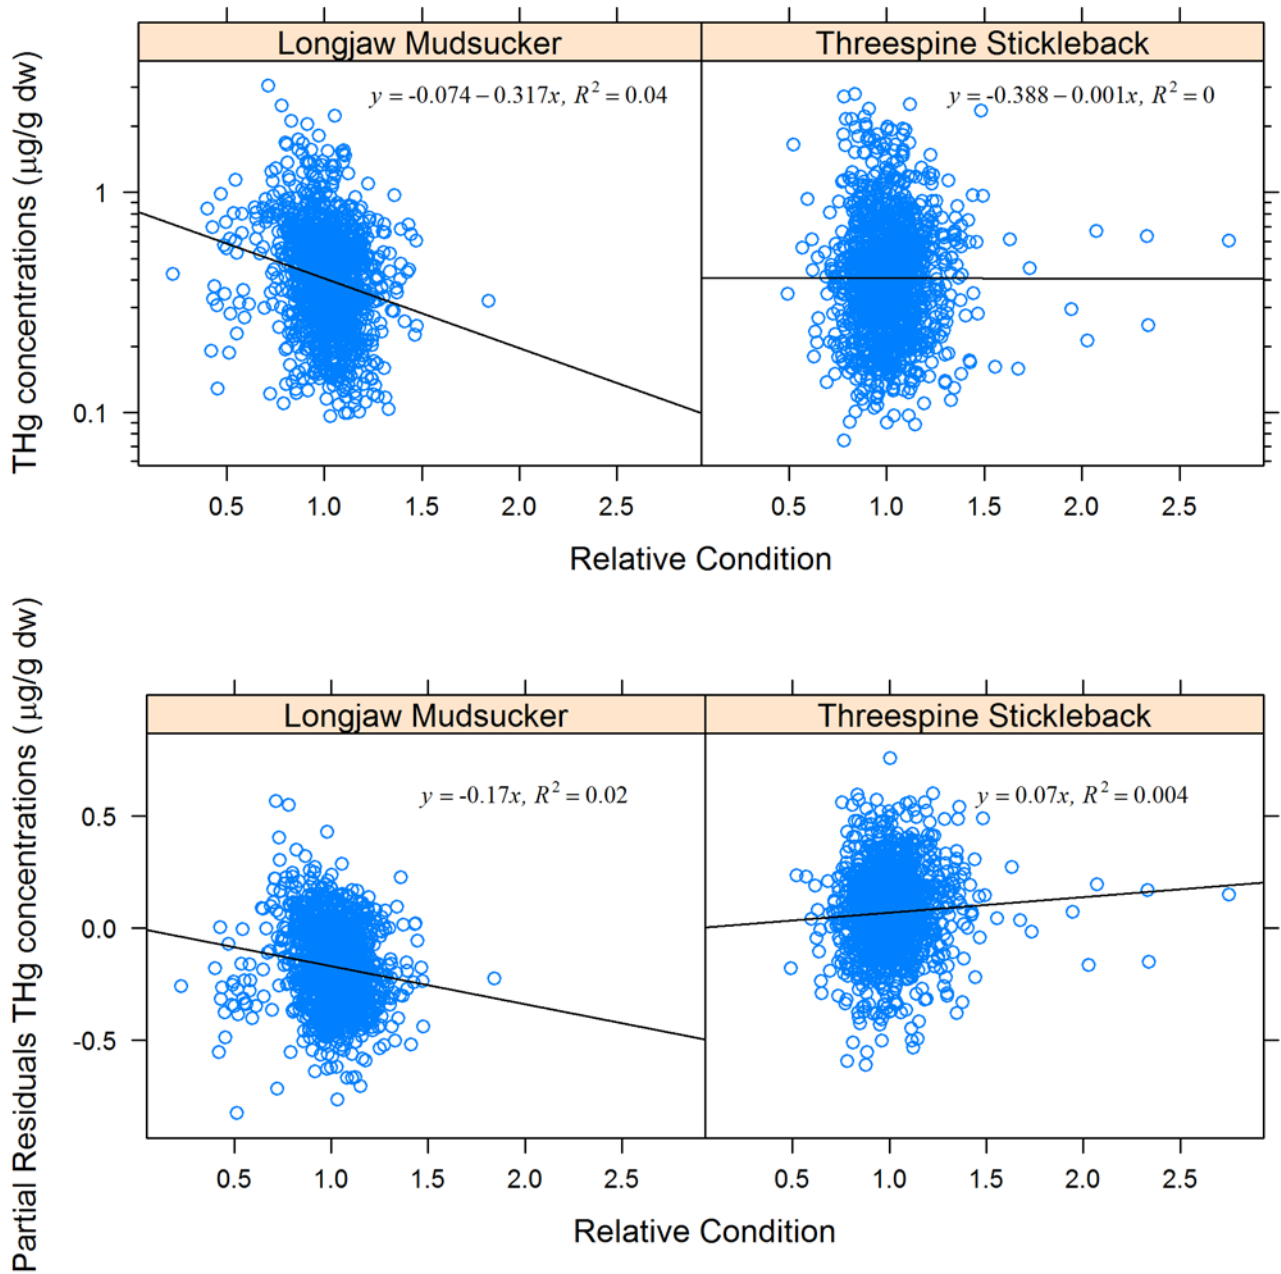 Longjaw Mudsucker
Threespine Stickleback
y = -0.074 – 0.317x, R² = 0.04
y = -0.388 – 0.001x, R² = 0
THg concentrations (µg/g dw)
1
0.1
0.5 1.0 1.5 2.0 2.5
0.5 1.0 1.5 2.0 2.5
Relative Condition
Longjaw Mudsucker
Threespine Stickleback
y = -0.17x, R² = 0.02
y = 0.07x, R² = 0.004
Partial Residuals THg concentrations (µg/g dw)
0.5
0.0
-0.5
0.5 1.0 1.5 2.0 2.5
0.5 1.0 1.5 2.0 2.5
Relative Condition